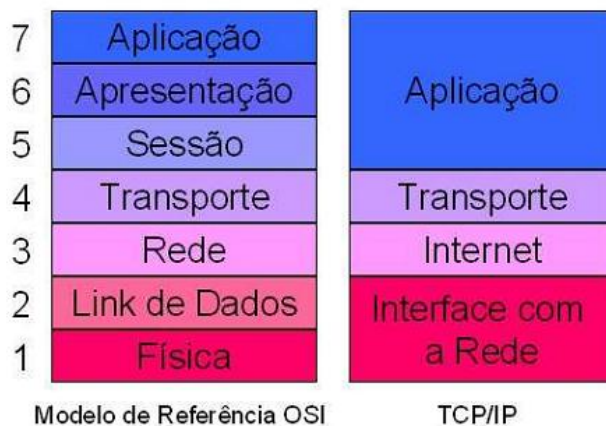 7 Aplicação
6 Apresentação
5 Sessão
4 Transporte
3 Rede
2 Link de Dados
1 Física
Modelo de Referência OSI
Aplicação
Transporte
Internet
Interface com
a Rede
TCP/IP